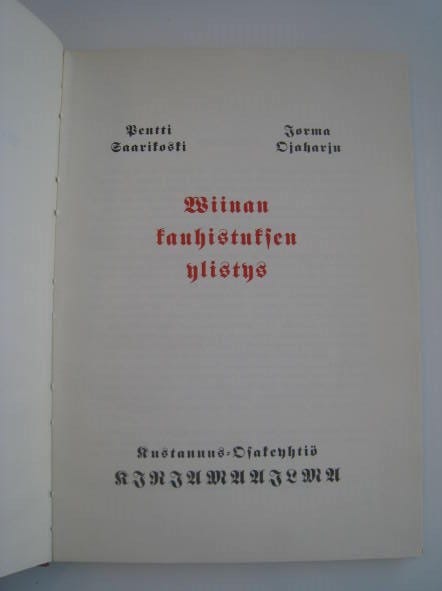 Pentti
Saarikoski
Jorma
Ojaharju
Wiinan
kauhistuksen
ylistys
Kustannus-Osakeyhtiö
KIRJAMAAILMA